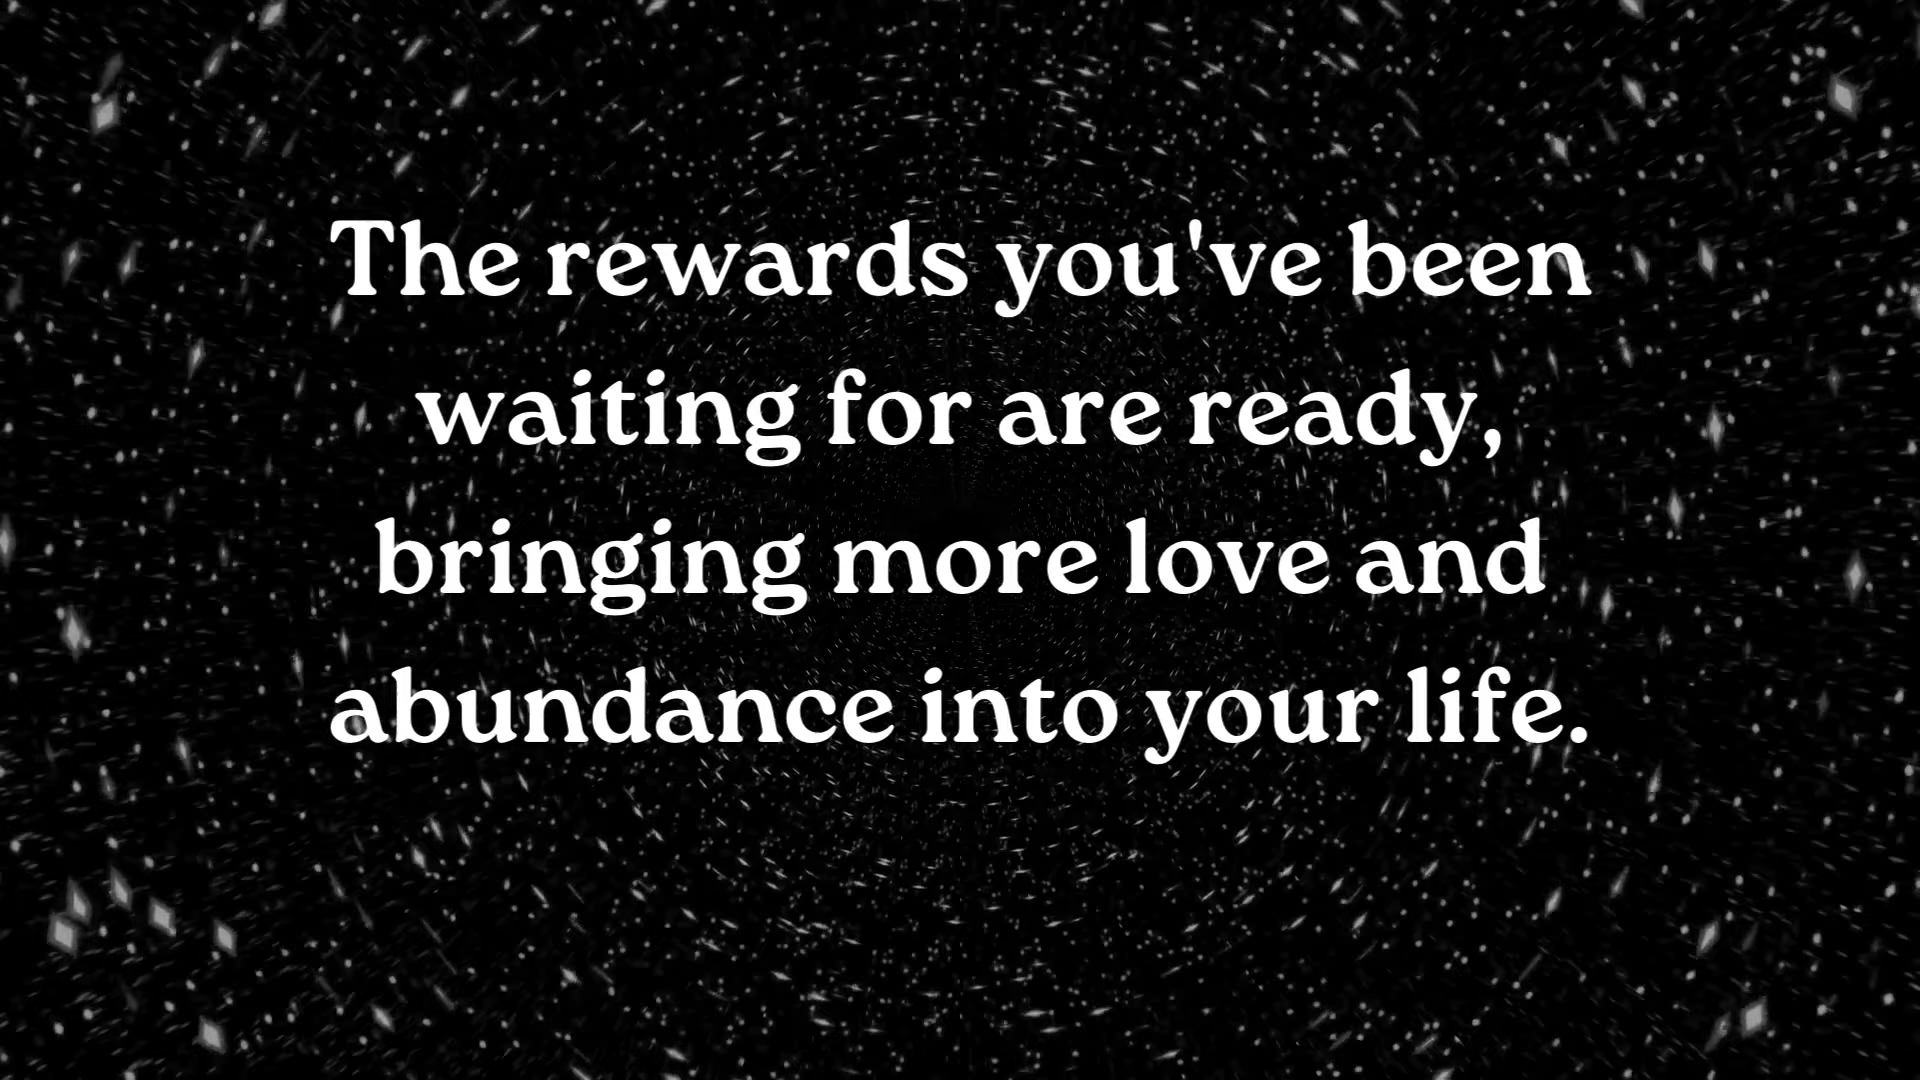 The rewards you've been
waiting for are ready,
bringing more love and
abundance into your life.